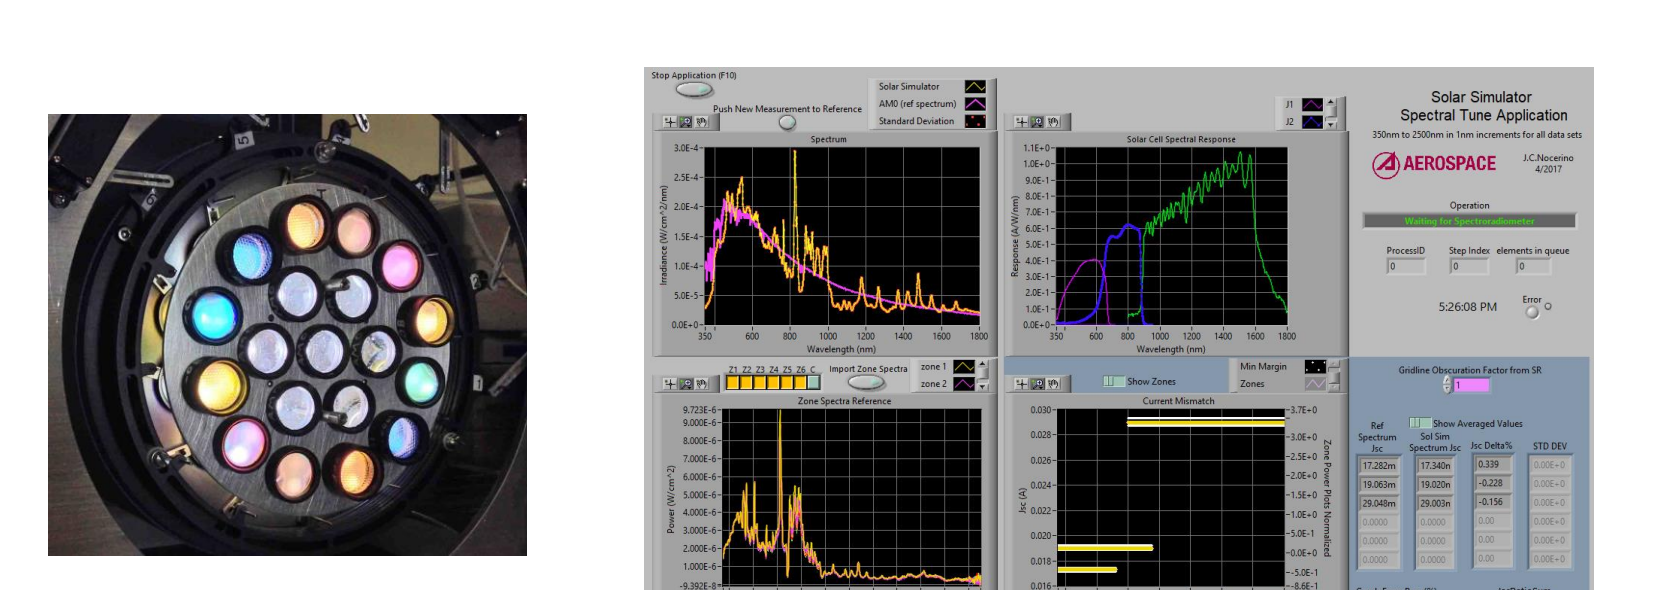 Stop Application (F10)
Push New Measurement to Reference
Solar Simulator
AM0 (ref spectrum)
Standard Deviation
Spectrum
3.0E-4
2.5E-4
2.0E-4
1.5E-4
1.0E-4
5.0E-5
0.0E+0
Irradiance (W/cm^2/nm)
350 600 800 1000 1200 1400 1600 1800
Wavelength (nm)
J1
J2
Solar Cell Spectral Response
1.1E+0
1.0E+0
9.0E-1
8.0E-1
7.0E-1
6.0E-1
5.0E-1
4.0E-1
3.0E-1
2.0E-1
1.0E-1
0.0E+0
Response (A/W/nm)
350 600 800 1000 1200 1400 1600 1800
Wavelength (nm)
Solar Simulator
Spectral Tune Application
350nm to 2500nm in 1nm increments for all data sets
AEROSPACE
J.C.Nocerino
4/2017
Operation
Waiting for Spectroradiometer
ProcessID Step Index elements in queue
0 0 0
5:26:08 PM
Error
Z1 Z2 Z3 Z4 Z5 Z6 C
Import Zone Spectra
zone 1
zone 2
Zone Spectra Reference
9.723E-6
9.000E-6
8.000E-6
7.000E-6
6.000E-6
5.000E-6
4.000E-6
3.000E-6
2.000E-6
1.000E-6
-9.392E-8
Power (W/cm^2)
Show Zones
Min Margin
Zones
Current Mismatch
0.030
0.028
0.026
0.024
0.022
0.020
0.018
0.016
Jsc (A)
3.7E+0
3.0E+0
2.5E+0
2.0E+0
1.5E+0
1.0E+0
5.0E-1
0.0E+0
-5.0E-1
-8.6E-1
Zone Power Plots Normalized
Gridline Obscuration Factor from SR
1
Show Averaged Values
Ref Spectrum Jsc
Sol Sim Spectrum Jsc
Jsc Delta%
STD DEV
17.282m 17.340n 0.339 0.00E+0
19.063m 19.020n -0.228 0.00E+0
29.048m 29.003n -0.156 0.00E+0
0.0000 0.0000 0.00 0.00E+0
0.0000 0.0000 0.00 0.00E+0
0.0000 0.0000 0.00 0.00E+0